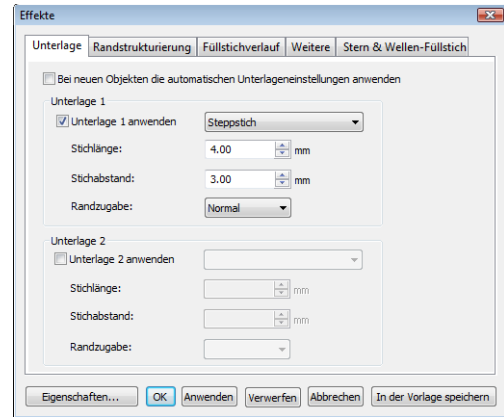 Effekte
Unterlage Randstrukturierung Füllstichverlauf Weitere Stern & Wellen-Füllstich
Bei neuen Objekten die automatischen Unterlageneinstellungen anwenden
Unterlage 1
Unterlage 1 anwenden Steppstich
Stichlänge: 4.00 mm
Stichabstand: 3.00 mm
Randzugabe: Normal
Unterlage 2
Unterlage 2 anwenden
Stichlänge: mm
Stichabstand: mm
Randzugabe:
Eigenschaften... OK Anwenden Verwerfen Abbrechen In der Vorlage speichern